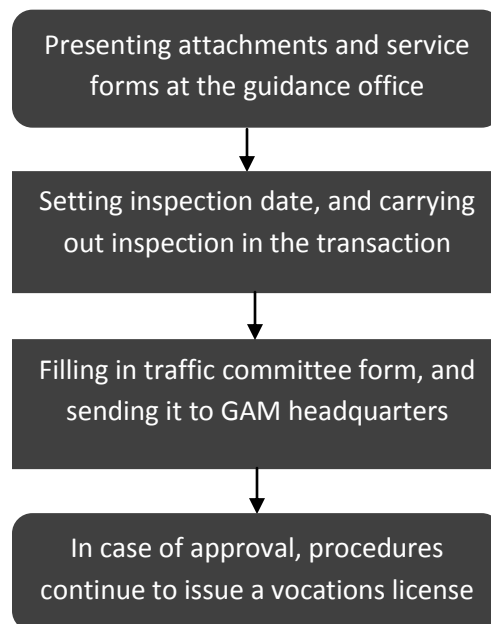 Presenting attachments and service
forms at the guidance office
Setting inspection date, and carrying
out inspection in the transaction
Filling in traffic committee form, and
sending it to GAM headquarters
In case of approval, procedures
continue to issue a vocations license